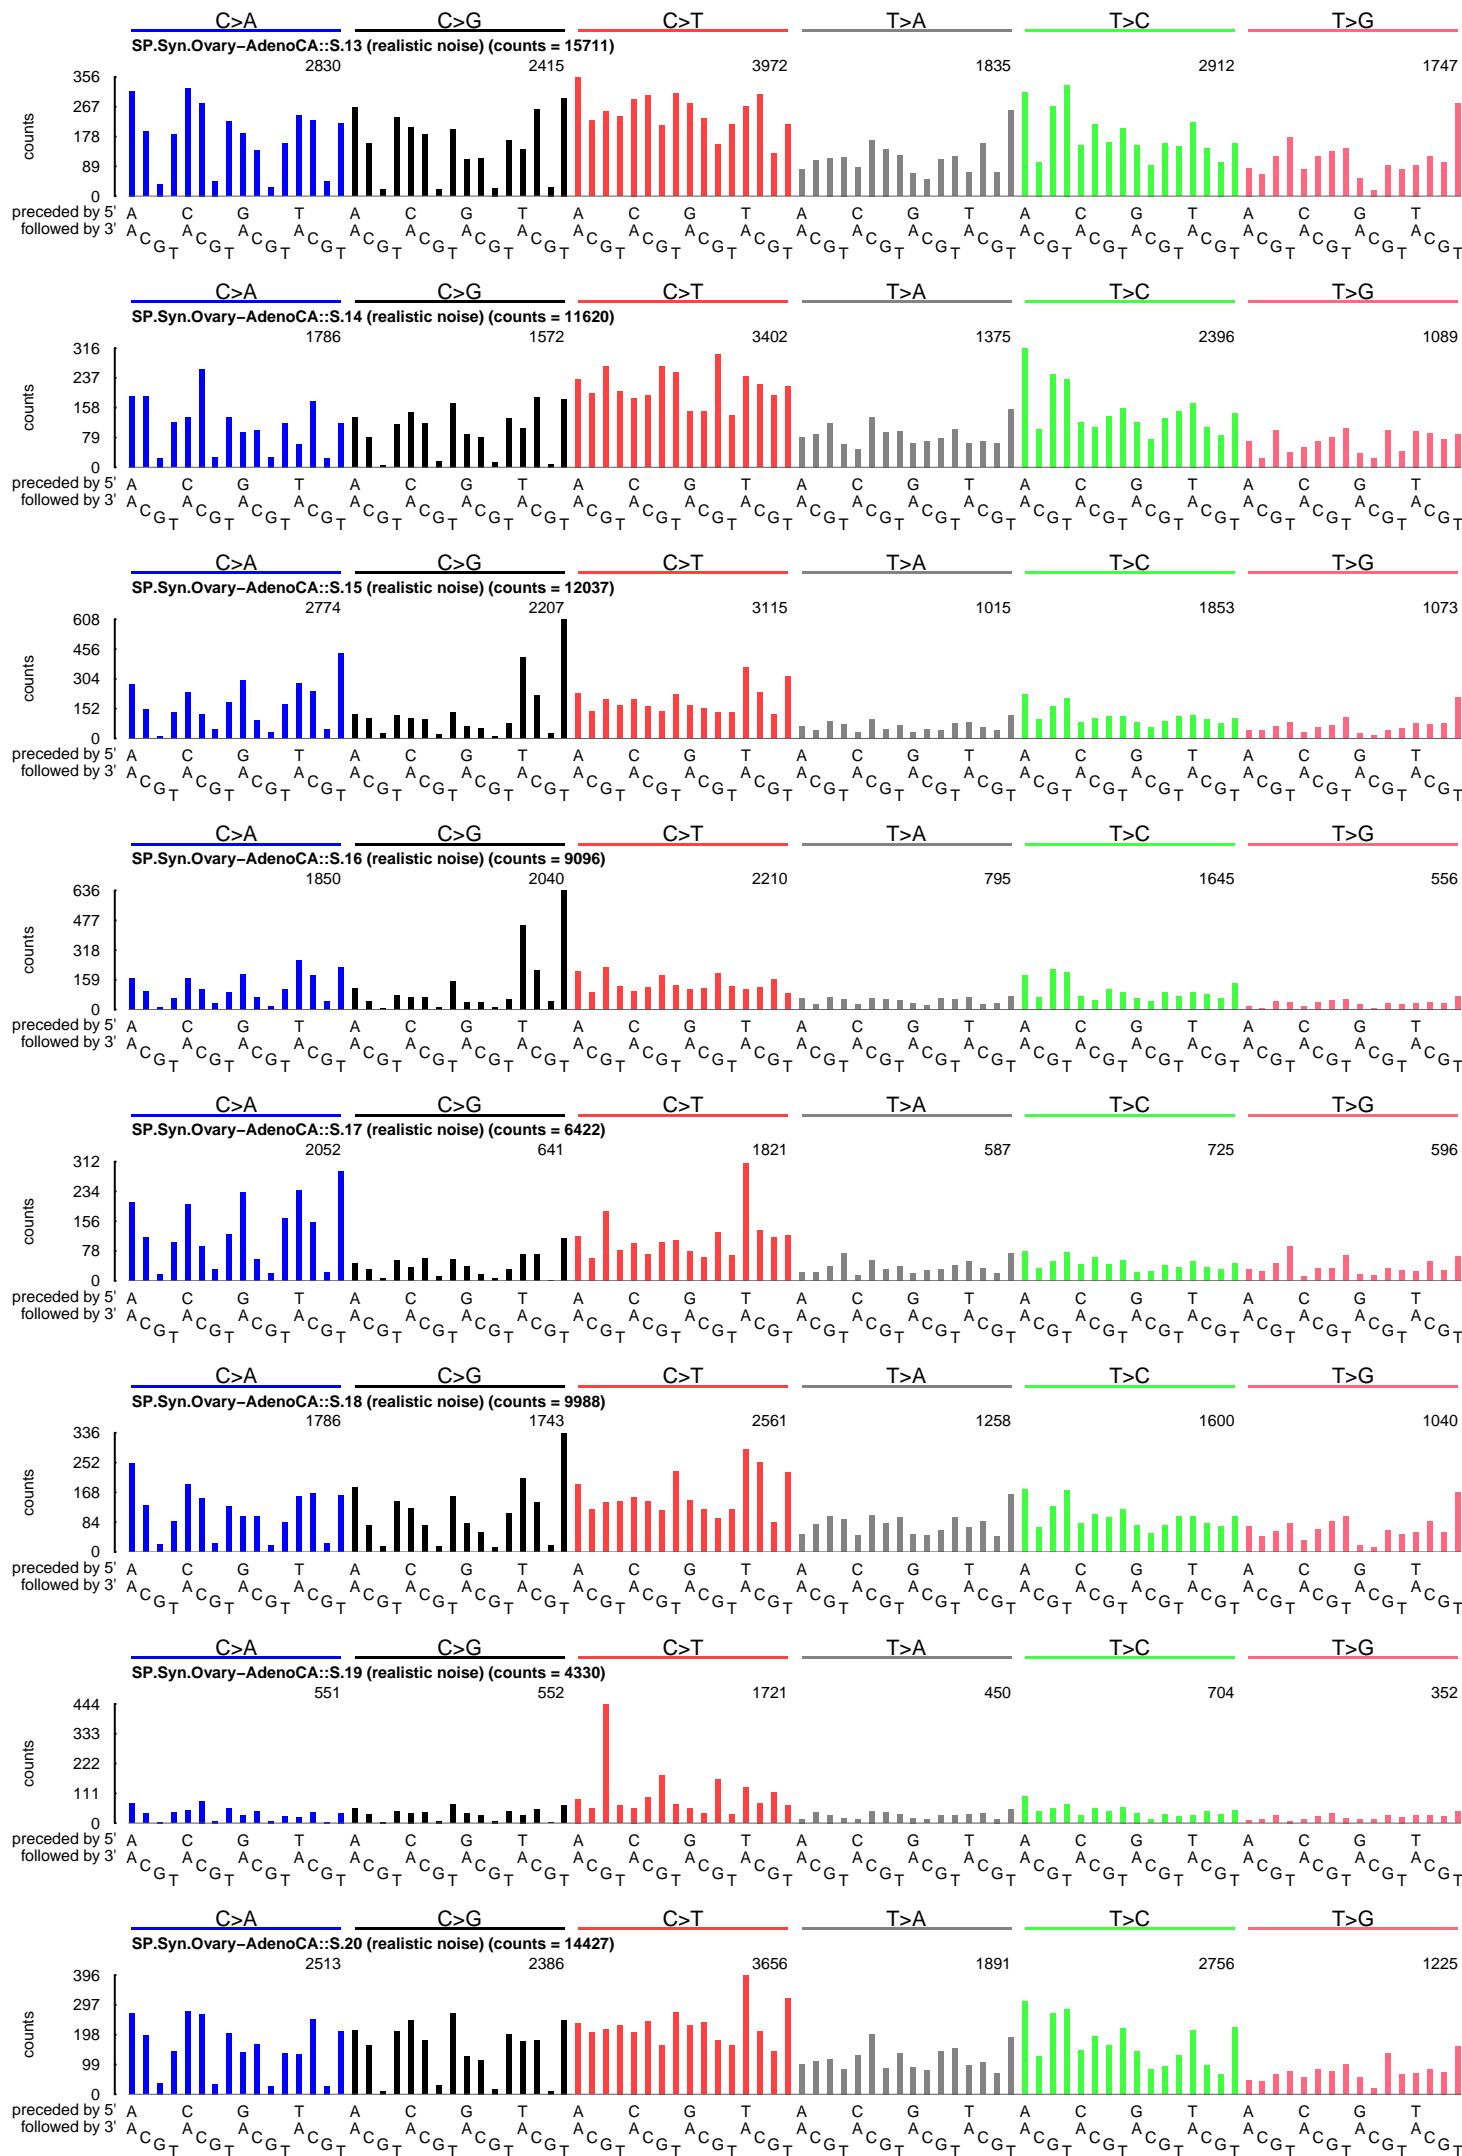 C>A C>G C>T T>A T>C T>G
SP.Syn.Ovary–AdenoCA::S.13 (realistic noise) (counts = 15711)
2830 2415 3972 1835 2912 1747
356
267
178
89
0
counts
preceded by 5' A C G T A C G T A C G T A C G T A C G T A C G T
followed by 3' A C G T A C G T A C G T A C G T A C G T A C G T A C G T A C G T A C G T A C G T A C G T A C G T A C G T A C G T A C G T A C G T A C G T A C G T A C G T A C G T A C G T A C G T A C G T A C G T
C>A C>G C>T T>A T>C T>G
SP.Syn.Ovary–AdenoCA::S.14 (realistic noise) (counts = 11620)
1786 1572 3402 1375 2396 1089
316
237
158
79
0
counts
preceded by 5' A C G T A C G T A C G T A C G T A C G T A C G T
followed by 3' A C G T A C G T A C G T A C G T A C G T A C G T A C G T A C G T A C G T A C G T A C G T A C G T A C G T A C G T A C G T A C G T A C G T A C G T A C G T A C G T A C G T A C G T A C G T A C G T
C>A C>G C>T T>A T>C T>G
SP.Syn.Ovary–AdenoCA::S.15 (realistic noise) (counts = 12037)
2774 2207 3115 1015 1853 1073
608
456
304
152
0
counts
preceded by 5' A C G T A C G T A C G T A C G T A C G T A C G T
followed by 3' A C G T A C G T A C G T A C G T A C G T A C G T A C G T A C G T A C G T A C G T A C G T A C G T A C G T A C G T A C G T A C G T A C G T A C G T A C G T A C G T A C G T A C G T A C G T A C G T
C>A C>G C>T T>A T>C T>G
SP.Syn.Ovary–AdenoCA::S.16 (realistic noise) (counts = 9096)
1850 2040 2210 795 1645 556
636
477
318
159
0
counts
preceded by 5' A C G T A C G T A C G T A C G T A C G T A C G T
followed by 3' A C G T A C G T A C G T A C G T A C G T A C G T A C G T A C G T A C G T A C G T A C G T A C G T A C G T A C G T A C G T A C G T A C G T A C G T A C G T A C G T A C G T A C G T A C G T A C G T
C>A C>G C>T T>A T>C T>G
SP.Syn.Ovary–AdenoCA::S.17 (realistic noise) (counts = 6422)
2052 641 1821 587 725 596
312
234
156
78
0
counts
preceded by 5' A C G T A C G T A C G T A C G T A C G T A C G T
followed by 3' A C G T A C G T A C G T A C G T A C G T A C G T A C G T A C G T A C G T A C G T A C G T A C G T A C G T A C G T A C G T A C G T A C G T A C G T A C G T A C G T A C G T A C G T A C G T A C G T
C>A C>G C>T T>A T>C T>G
SP.Syn.Ovary–AdenoCA::S.18 (realistic noise) (counts = 9988)
1786 1743 2561 1258 1600 1040
336
252
168
84
0
counts
preceded by 5' A C G T A C G T A C G T A C G T A C G T A C G T
followed by 3' A C G T A C G T A C G T A C G T A C G T A C G T A C G T A C G T A C G T A C G T A C G T A C G T A C G T A C G T A C G T A C G T A C G T A C G T A C G T A C G T A C G T A C G T A C G T A C G T
C>A C>G C>T T>A T>C T>G
SP.Syn.Ovary–AdenoCA::S.19 (realistic noise) (counts = 4330)
551 552 1721 450 704 352
444
333
222
111
0
counts
preceded by 5' A C G T A C G T A C G T A C G T A C G T A C G T
followed by 3' A C G T A C G T A C G T A C G T A C G T A C G T A C G T A C G T A C G T A C G T A C G T A C G T A C G T A C G T A C G T A C G T A C G T A C G T A C G T A C G T A C G T A C G T A C G T A C G T
C>A C>G C>T T>A T>C T>G
SP.Syn.Ovary–AdenoCA::S.20 (realistic noise) (counts = 14427)
2513 2386 3656 1891 2756 1225
396
297
198
99
0
counts
preceded by 5' A C G T A C G T A C G T A C G T A C G T A C G T
followed by 3' A C G T A C G T A C G T A C G T A C G T A C G T A C G T A C G T A C G T A C G T A C G T A C G T A C G T A C G T A C G T A C G T A C G T A C G T A C G T A C G T A C G T A C G T A C G T A C G T